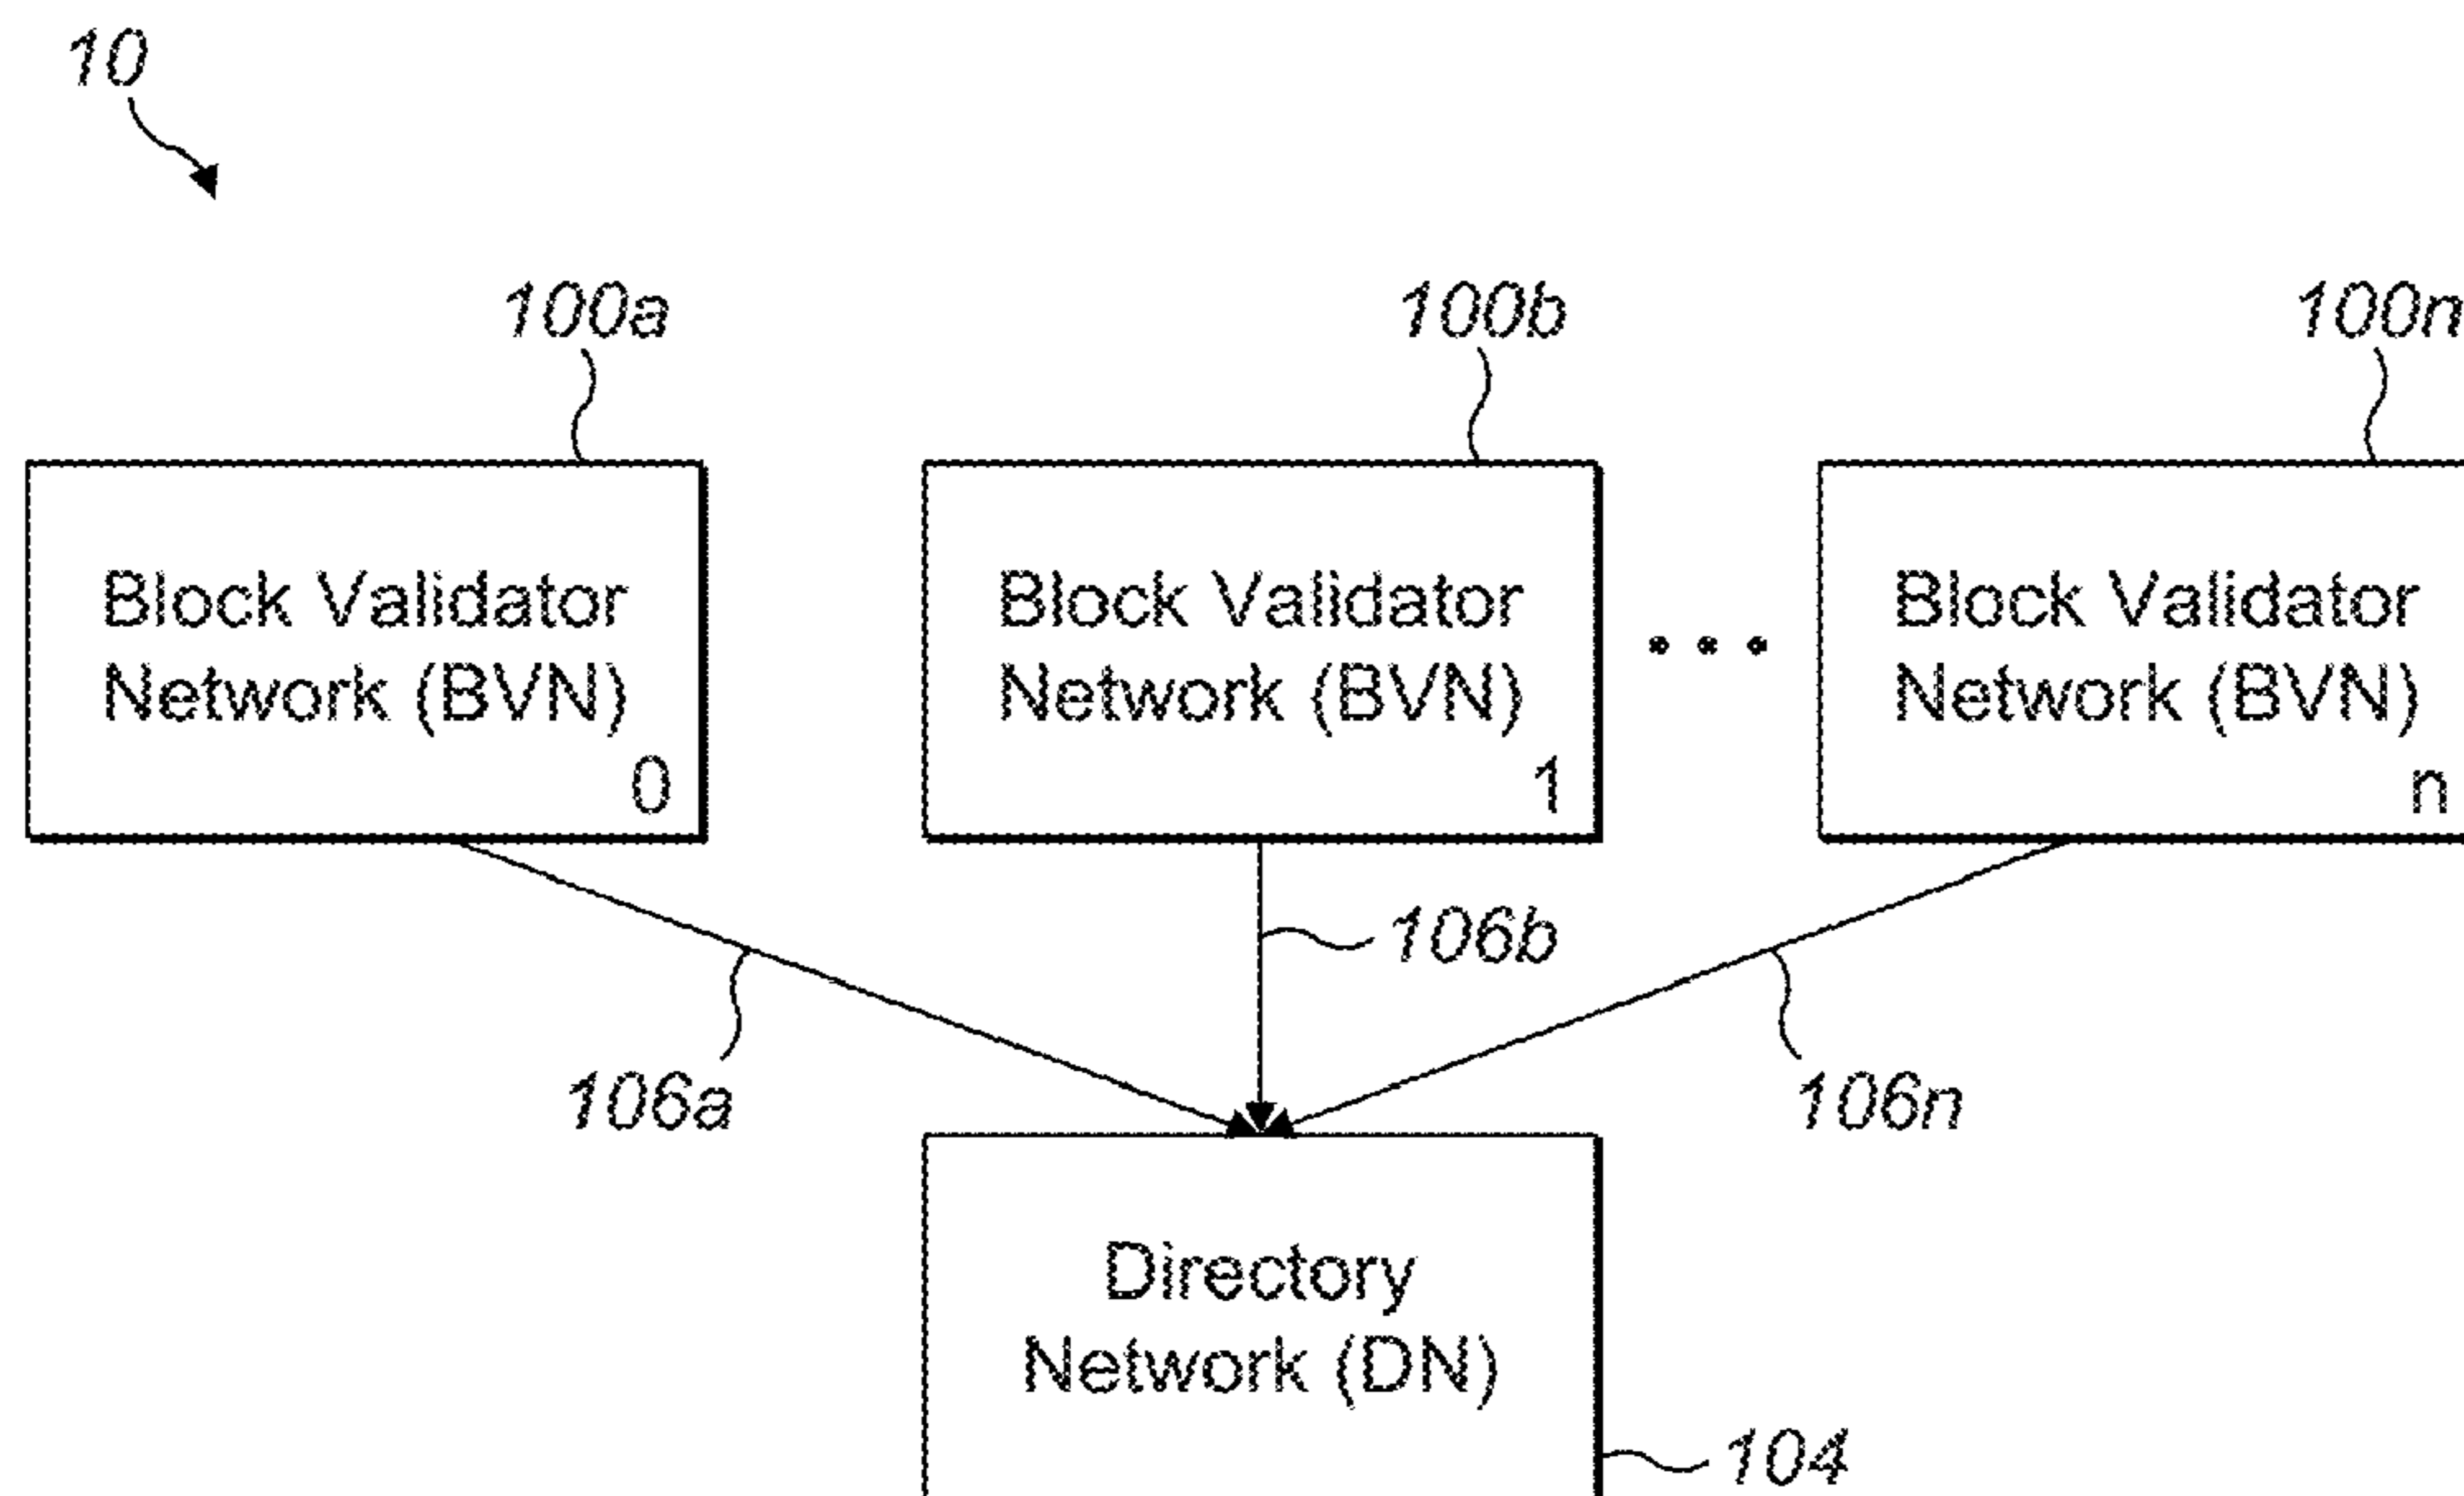 10
100a
100b
100n
Block Validator
Network (BVN)
0
Block Validator
Network (BVN)
1
Block Validator
Network (BVN)
n
106b
106a
106n
Directory
Network (DN)
104